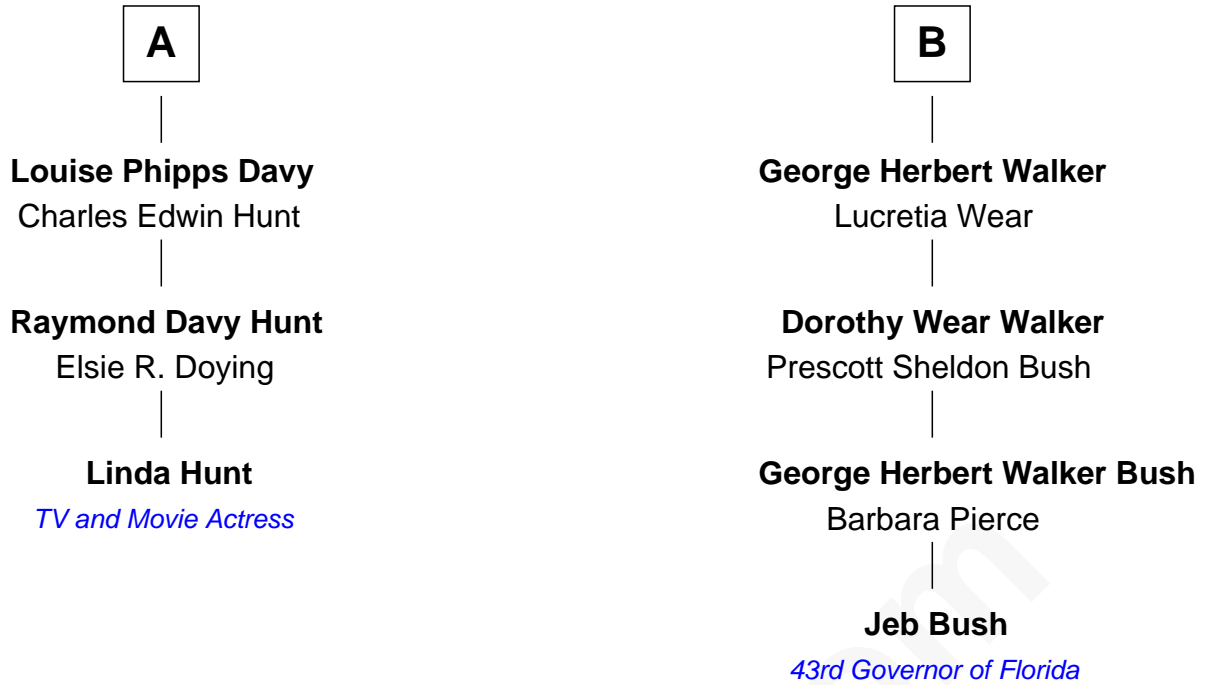 A
Louise Phipps Davy
Charles Edwin Hunt
Raymond Davy Hunt
Elsie R. Doying
Linda Hunt
TV and Movie Actress
B
George Herbert Walker
Lucretia Wear
Dorothy Wear Walker
Prescott Sheldon Bush
George Herbert Walker Bush
Barbara Pierce
Jeb Bush
43rd Governor of Florida